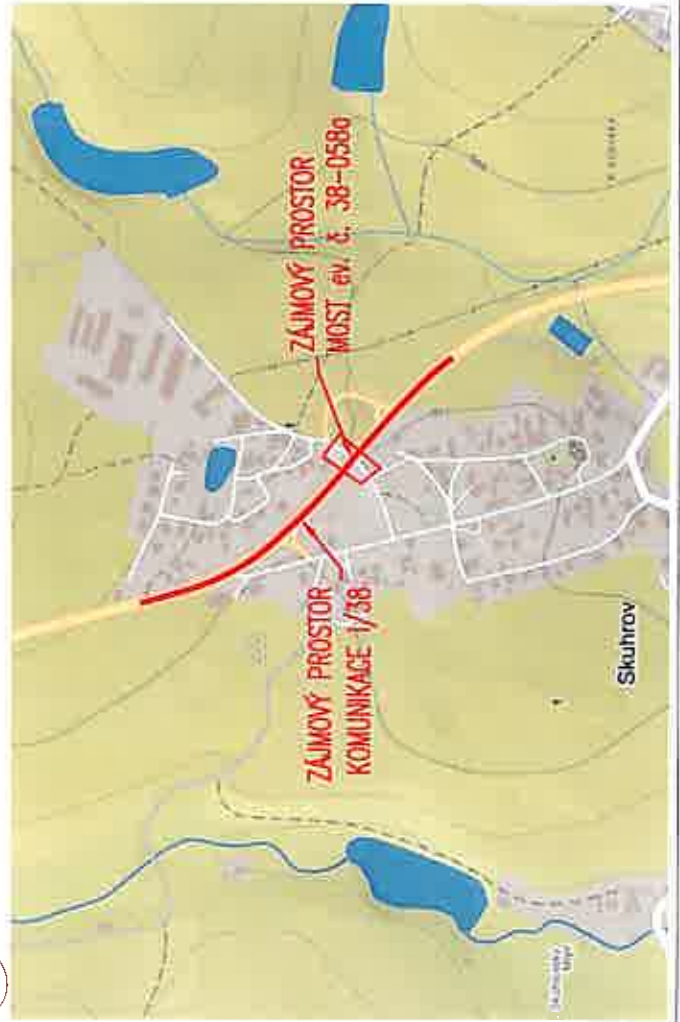 ZÁJMOVÝ PROSTOR
MOST ev. č. 38-058a
ZÁJMOVÝ PROSTOR
KOMUNIKACE I/38
Skuhrov